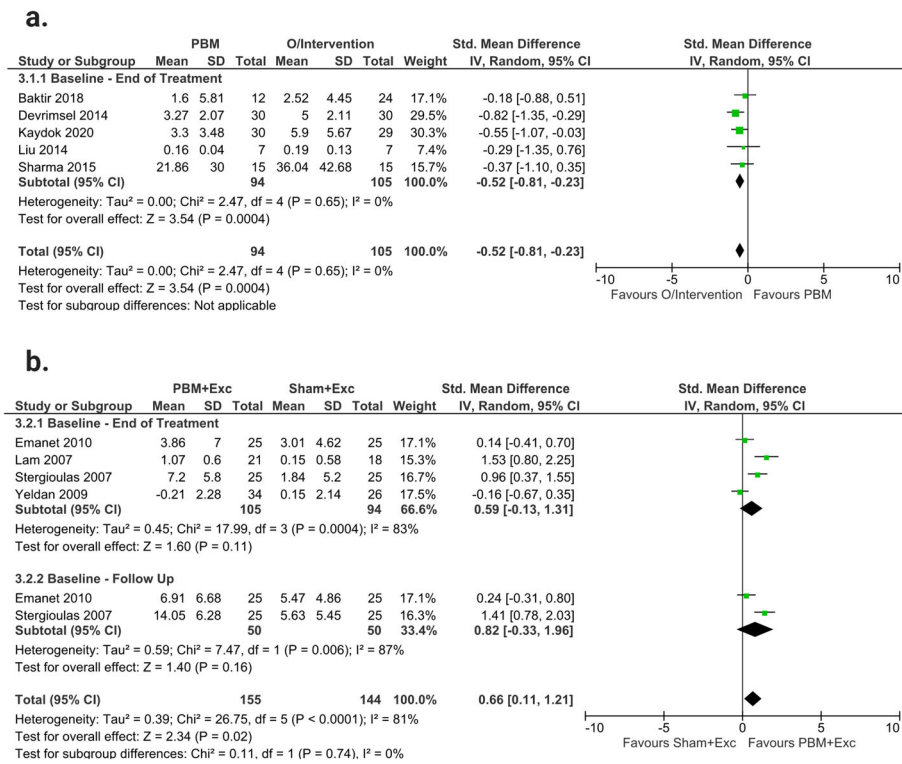 a.
PBM O/Intervention Std. Mean Difference Std. Mean Difference
Study or Subgroup Mean SD Total Mean SD Total Weight IV, Random, 95% CI IV, Random, 95% CI
3.1.1 Baseline - End of Treatment
Baktir 2018 1.6 5.81 12 2.52 4.45 24 17.1% -0.18 [-0.88, 0.51]
Devrimsel 2014 3.27 2.07 30 5 2.11 30 29.5% -0.82 [-1.35, -0.29]
Kaydok 2020 3.3 3.48 30 5.9 5.67 29 30.3% -0.55 [-1.07, -0.03]
Liu 2014 0.16 0.04 7 0.19 0.13 7 7.4% -0.29 [-1.35, 0.76]
Sharma 2015 21.86 30 15 36.04 42.68 15 15.7% -0.37 [-1.10, 0.35]
Subtotal (95% CI) 94 105 100.0% -0.52 [-0.81, -0.23]
Heterogeneity: Tau² = 0.00; Chi² = 2.47, df = 4 (P = 0.65); I² = 0%
Test for overall effect: Z = 3.54 (P = 0.0004)
Total (95% CI) 94 105 100.0% -0.52 [-0.81, -0.23]
Heterogeneity: Tau² = 0.00; Chi² = 2.47, df = 4 (P = 0.65); I² = 0%
Test for overall effect: Z = 3.54 (P = 0.0004)
Test for subgroup differences: Not applicable
-10 -5 0 5 10
Favours O/Intervention Favours PBM
b.
PBM+Exc Sham+Exc Std. Mean Difference Std. Mean Difference
Study or Subgroup Mean SD Total Mean SD Total Weight IV, Random, 95% CI IV, Random, 95% CI
3.2.1 Baseline - End of Treatment
Emanet 2010 3.86 7 25 3.01 4.62 25 17.1% 0.14 [-0.41, 0.70]
Lam 2007 1.07 0.6 21 0.15 0.58 18 15.3% 1.53 [0.80, 2.25]
Stergioulas 2007 7.2 5.8 25 1.84 5.2 25 16.7% 0.96 [0.37, 1.55]
Yeldan 2009 -0.21 2.28 34 0.15 2.14 26 17.5% -0.16 [-0.67, 0.35]
Subtotal (95% CI) 105 94 66.6% 0.59 [-0.13, 1.31]
Heterogeneity: Tau² = 0.45; Chi² = 17.99, df = 3 (P = 0.0004); I² = 83%
Test for overall effect: Z = 1.60 (P = 0.11)
3.2.2 Baseline - Follow Up
Emanet 2010 6.91 6.68 25 5.47 4.86 25 17.1% 0.24 [-0.31, 0.80]
Stergioulas 2007 14.05 6.28 25 5.63 5.45 25 16.3% 1.41 [0.78, 2.03]
Subtotal (95% CI) 50 50 33.4% 0.82 [-0.33, 1.96]
Heterogeneity: Tau² = 0.59; Chi² = 7.47, df = 1 (P = 0.006); I² = 87%
Test for overall effect: Z = 1.40 (P = 0.16)
Total (95% CI) 155 144 100.0% 0.66 [0.11, 1.21]
Heterogeneity: Tau² = 0.39; Chi² = 26.75, df = 5 (P < 0.0001); I² = 81%
Test for overall effect: Z = 2.34 (P = 0.02)
Test for subgroup differences: Chi² = 0.11, df = 1 (P = 0.74), I² = 0%
-10 -5 0 5 10
Favours Sham+Exc Favours PBM+Exc